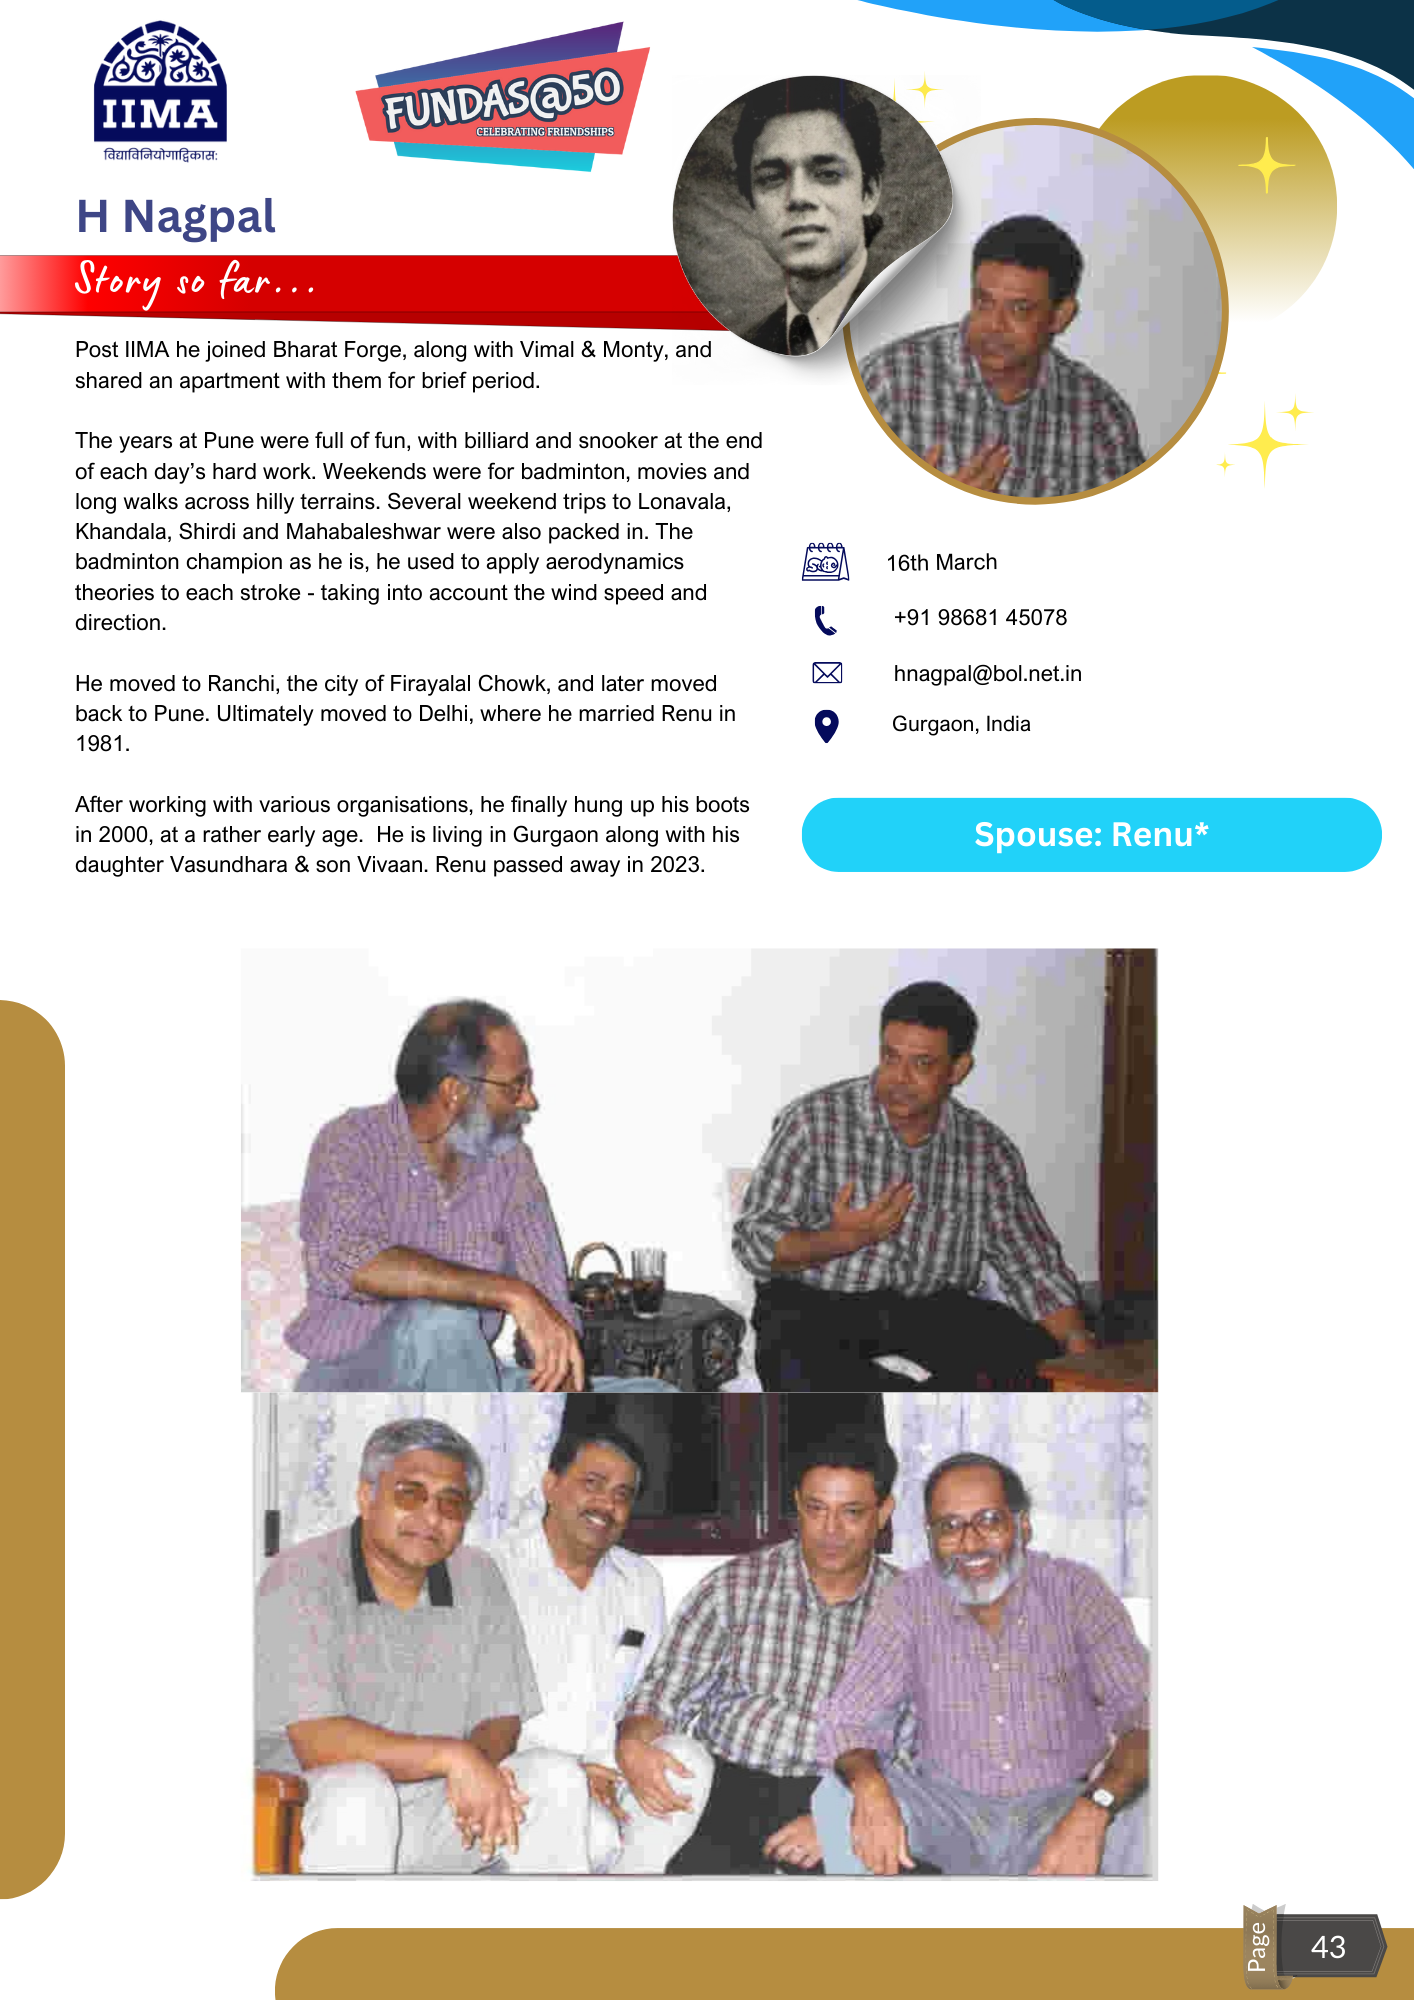 IIMA
विद्याविनियोगाद्विकास:
FUNDAS@50
CELEBRATING FRIENDSHIPS
H Nagpal
Story so far...
Post IIMA he joined Bharat Forge, along with Vimal & Monty, and
shared an apartment with them for brief period.
The years at Pune were full of fun, with billiard and snooker at the end
of each day's hard work. Weekends were for badminton, movies and
long walks across hilly terrains. Several weekend trips to Lonavala,
Khandala, Shirdi and Mahabaleshwar were also packed in. The
badminton champion as he is, he used to apply aerodynamics
theories to each stroke - taking into account the wind speed and
direction.
He moved to Ranchi, the city of Firayalal Chowk, and later moved
back to Pune. Ultimately moved to Delhi, where he married Renu in
1981.
After working with various organisations, he finally hung up his boots
in 2000, at a rather early age.  He is living in Gurgaon along with his
daughter Vasundhara & son Vivaan. Renu passed away in 2023.
16th March
+91 98681 45078
hnagpal@bol.net.in
Gurgaon, India
Spouse: Renu*
Page
43